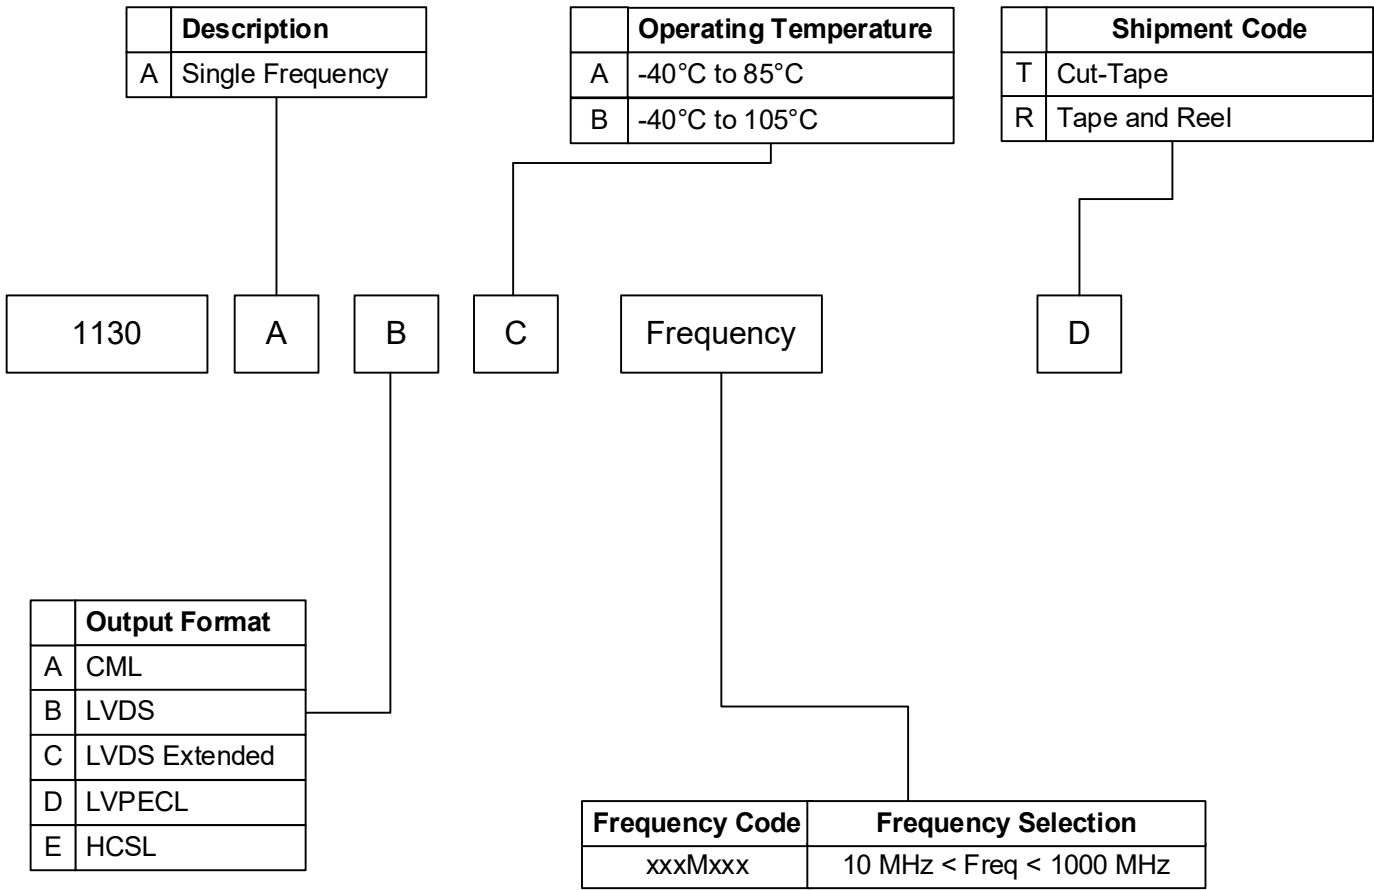 Description
A Single Frequency
Operating Temperature
A -40°C to 85°C
B -40°C to 105°C
Shipment Code
T Cut-Tape
R Tape and Reel
1130 A B C Frequency D
Output Format
A CML
B LVDS
C LVDS Extended
D LVPECL
E HCSL
Frequency Code Frequency Selection
xxxMxxx 10 MHz < Freq < 1000 MHz